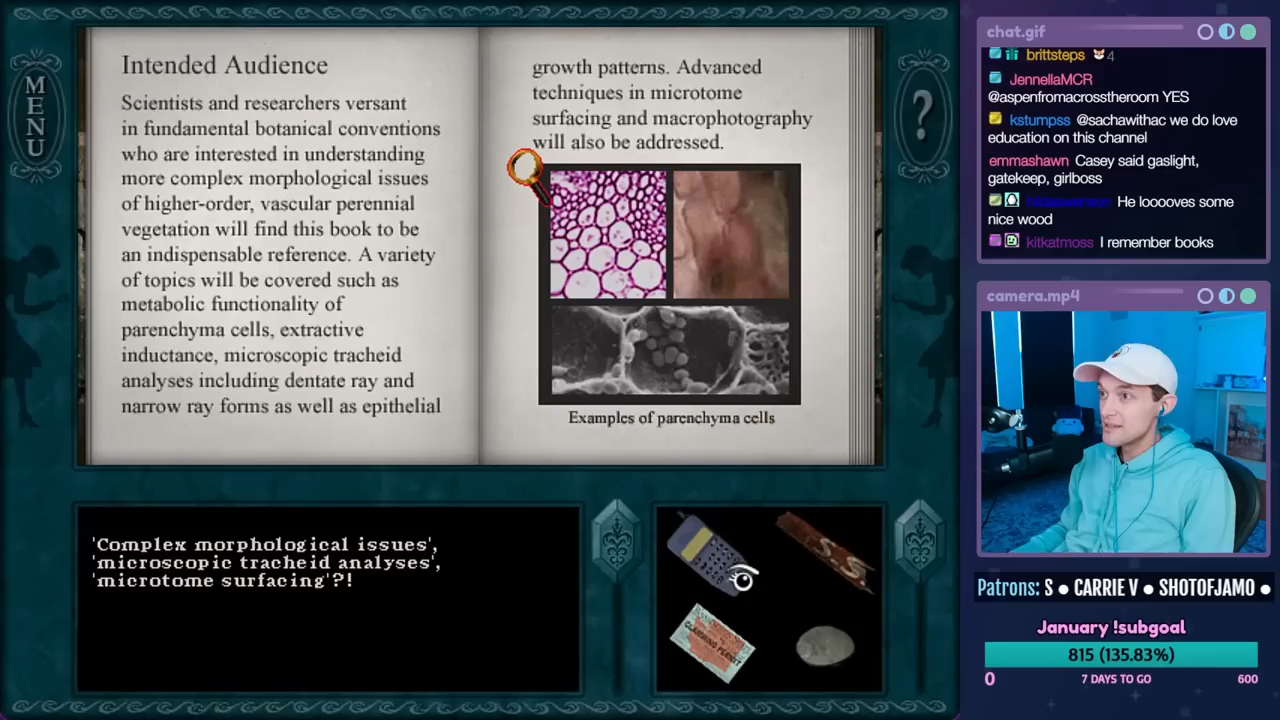 MENU
Intended Audience
Scientists and researchers versant
in fundamental botanical conventions
who are interested in understanding
more complex morphological issues
of higher-order, vascular perennial
vegetation will find this book to be
an indispensable reference. A variety
of topics will be covered such as
metabolic functionality of
parenchyma cells, extractive
inductance, microscopic tracheid
analyses including dentate ray and
narrow ray forms as well as epithelial
growth patterns. Advanced
techniques in microtome
surfacing and macrophotography
will also be addressed.
Examples of parenchyma cells
?
'Complex morphological issues',
'microscopic tracheid analyses',
'microtome surfacing'?!
CLAMMING PERMIT
chat.gif
brittsteps 4
JennellaMCR
@aspenfromacrosstheroom YES
kstumpss @sachawithac we do love
education on this channel
emmashawn Casey said gaslight,
gatekeep, girlboss
He looooves some
nice wood
kitkatmoss I remember books
camera.mp4
Patrons: S ● CARRIE V ● SHOTOFJAMO ●
January !subgoal
815 (135.83%)
0 7 DAYS TO GO 600